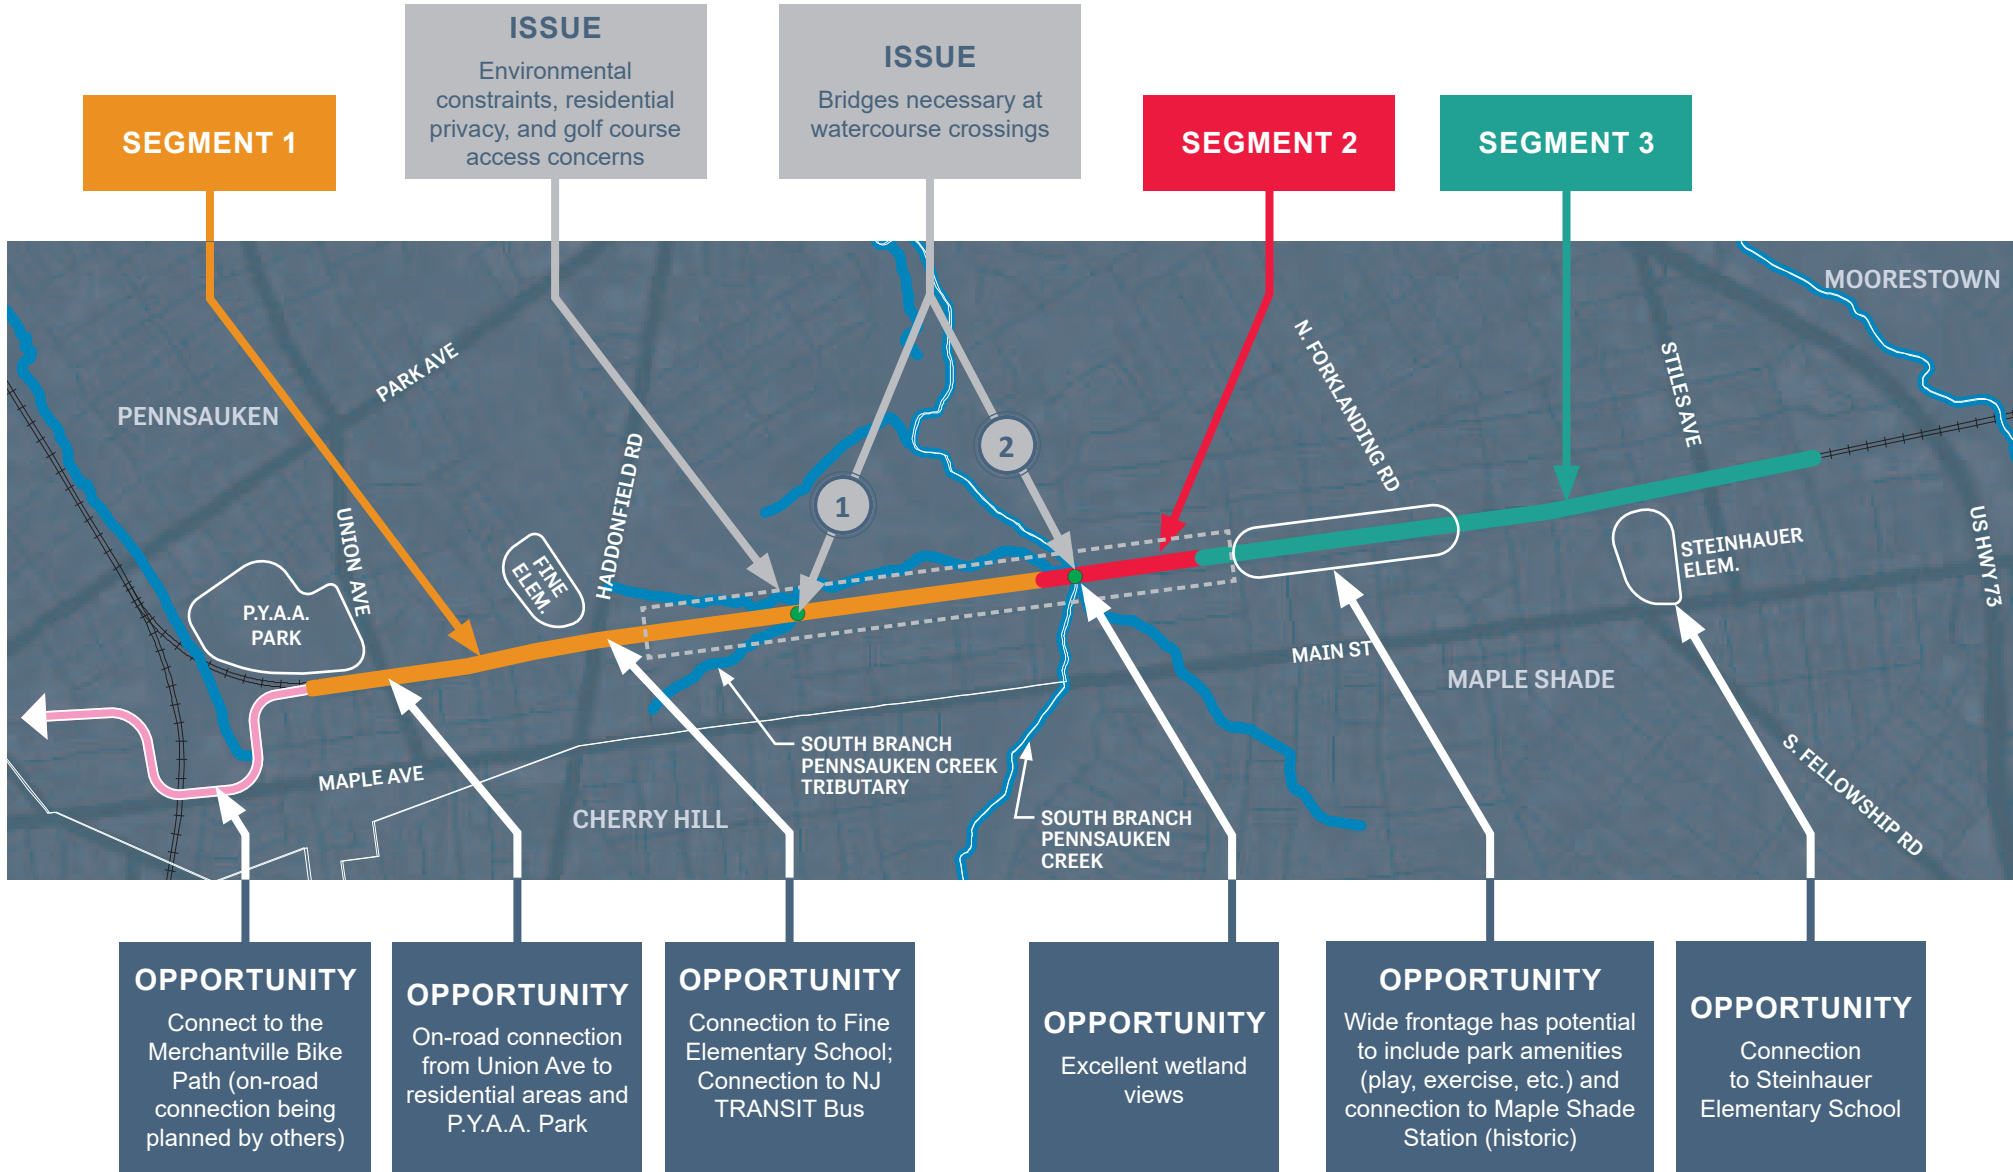 ISSUE
Environmental
constraints, residential
privacy, and golf course
access concerns
ISSUE
Bridges necessary at
watercourse crossings
SEGMENT 1
SEGMENT 2
SEGMENT 3
MOORESTOWN
PENNSAUKEN
PARK AVE
N. FORKLANDING RD
STILES AVE
HADDONFIELD RD
2
1
UNION AVE
FINE
ELEM.
US HWY 73
STEINHAUER
ELEM.
P.Y.A.A.
PARK
MAIN ST
MAPLE SHADE
SOUTH BRANCH
PENNSAUKEN CREEK
TRIBUTARY
MAPLE AVE
CHERRY HILL
SOUTH BRANCH
PENNSAUKEN
CREEK
S. FELLOWSHIP RD
OPPORTUNITY
Connect to the
Merchantville Bike
Path (on-road
connection being
planned by others)
OPPORTUNITY
On-road connection
from Union Ave to
residential areas and
P.Y.A.A. Park
OPPORTUNITY
Connection to Fine
Elementary School;
Connection to NJ
TRANSIT Bus
OPPORTUNITY
Excellent wetland
views
OPPORTUNITY
Wide frontage has potential
to include park amenities
(play, exercise, etc.) and
connection to Maple Shade
Station (historic)
OPPORTUNITY
Connection
to Steinhauer
Elementary School